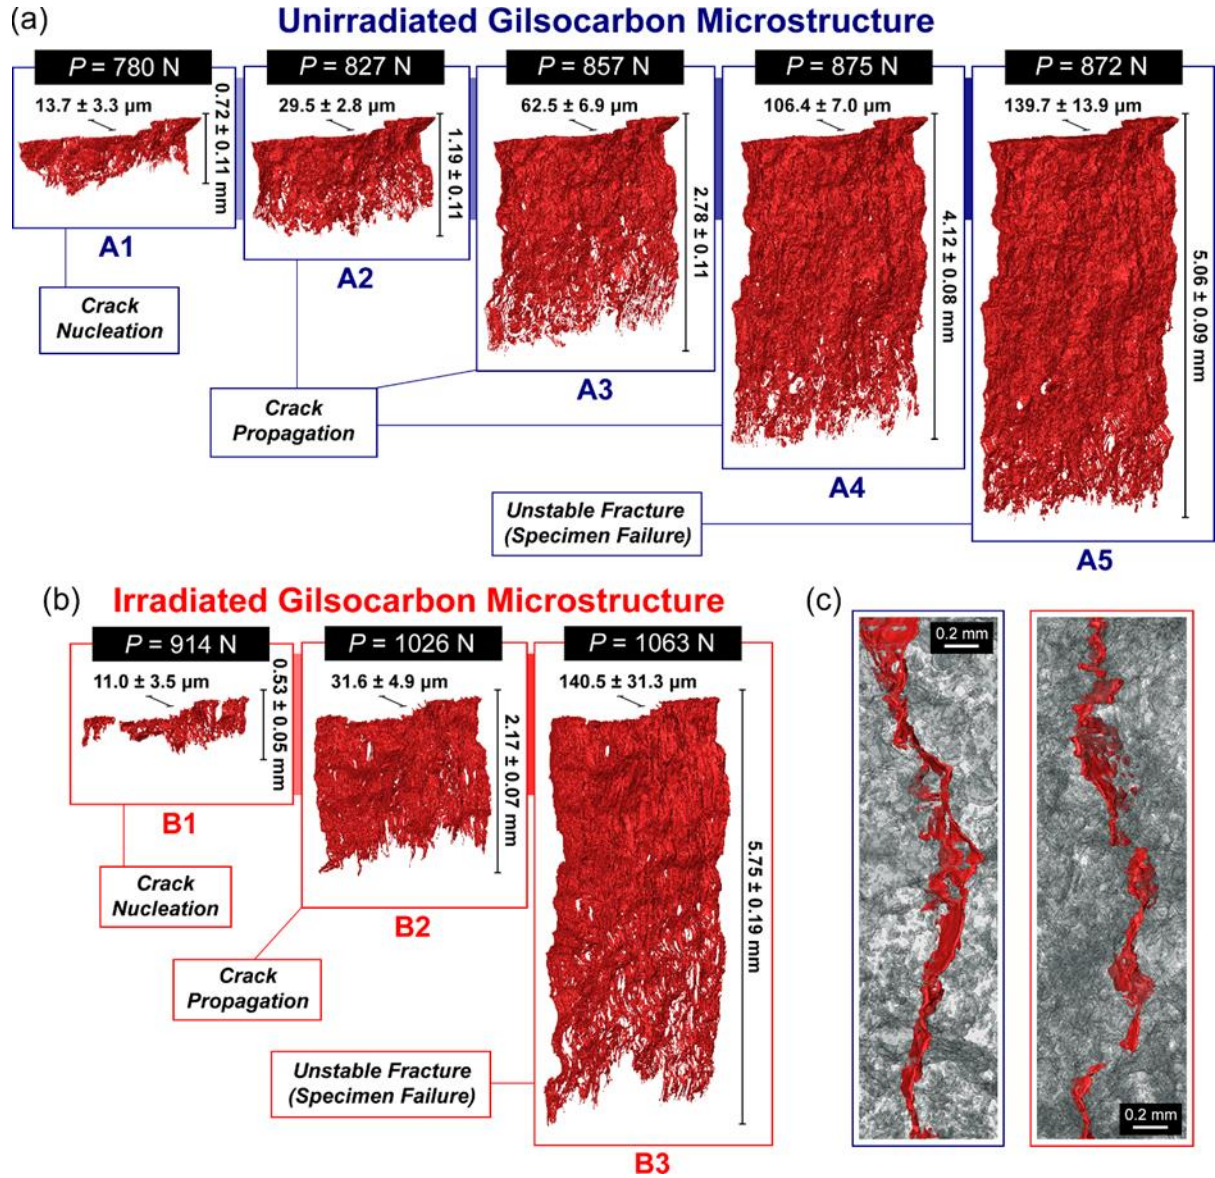 (a)
Unirradiated Gilsocarbon Microstructure
P = 780 N
13.7 ± 3.3 μm
0.72 ± 0.11 mm
A1
Crack
Nucleation
P = 827 N
29.5 ± 2.8 μm
1.19 ± 0.11
A2
P = 857 N
62.5 ± 6.9 μm
2.78 ± 0.11
A3
P = 875 N
106.4 ± 7.0 μm
4.12 ± 0.08 mm
A4
Crack
Propagation
P = 872 N
139.7 ± 13.9 μm
5.06 ± 0.09 mm
A5
Unstable Fracture
(Specimen Failure)
(b)
Irradiated Gilsocarbon Microstructure
P = 914 N
11.0 ± 3.5 μm
0.53 ± 0.05 mm
B1
Crack
Nucleation
P = 1026 N
31.6 ± 4.9 μm
2.17 ± 0.07 mm
B2
Crack
Propagation
P = 1063 N
140.5 ± 31.3 μm
5.75 ± 0.19 mm
B3
Unstable Fracture
(Specimen Failure)
(c)
0.2 mm
0.2 mm